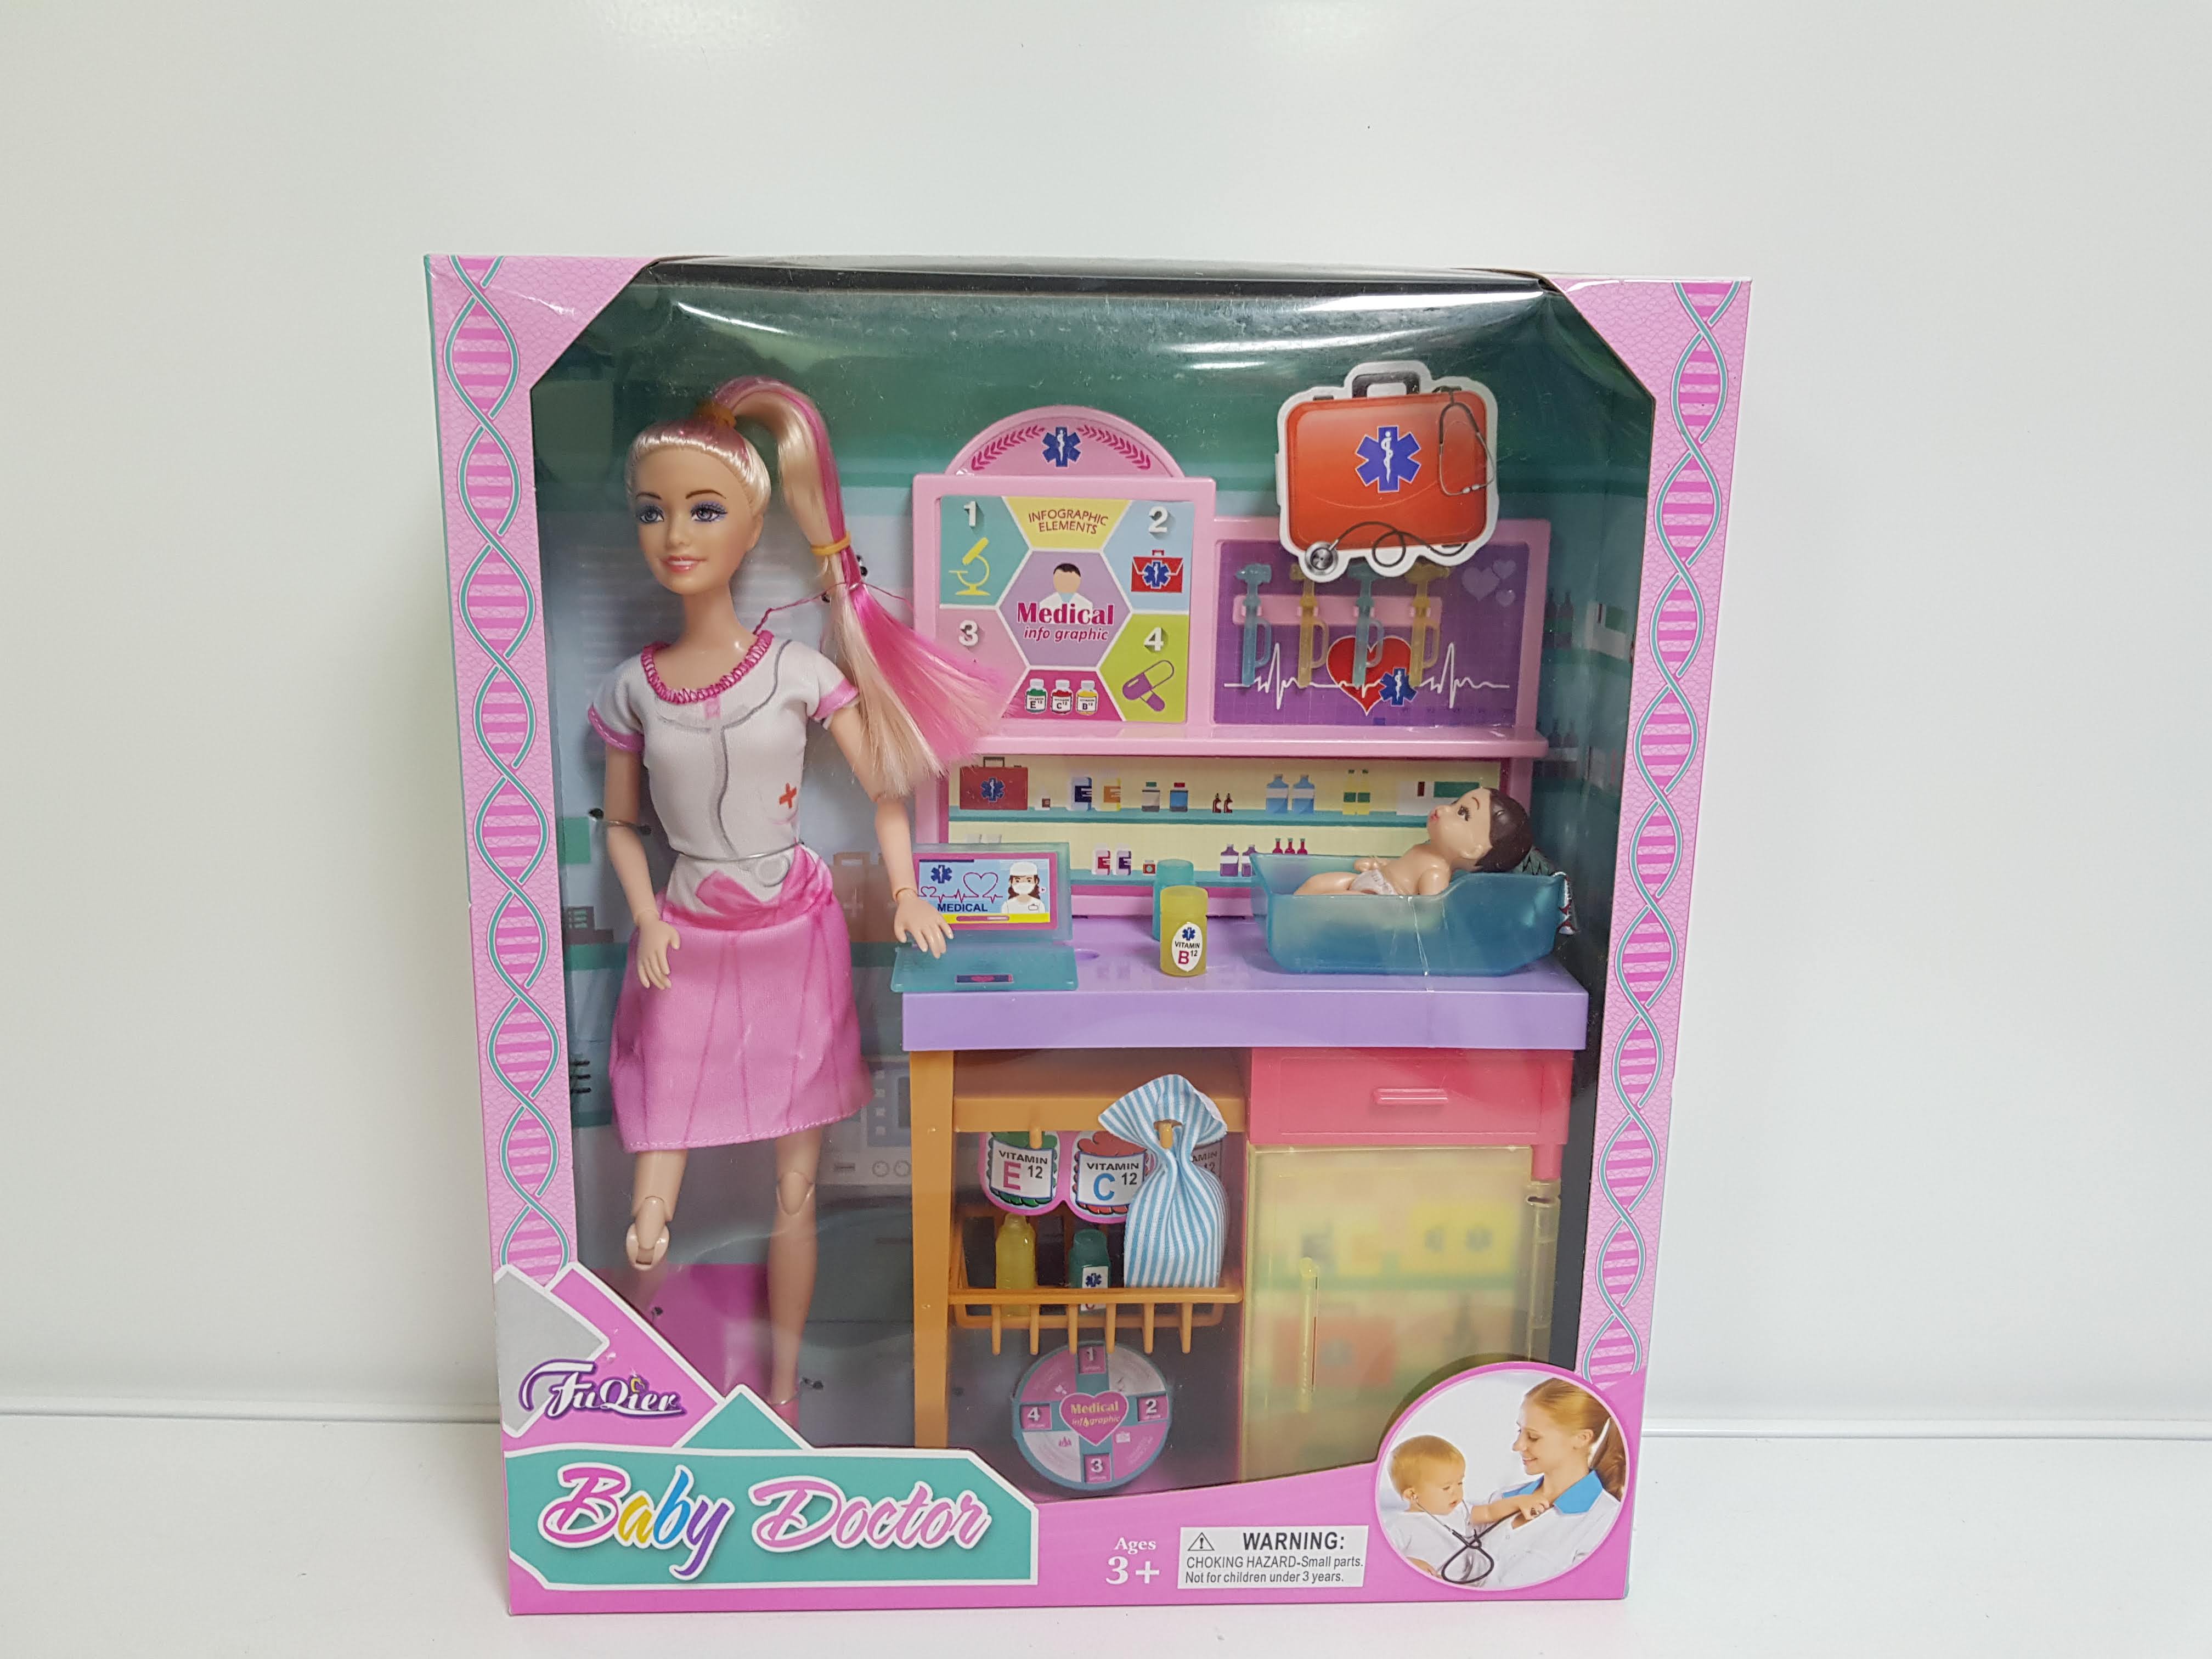 1
INFOGRAPHIC
ELEMENTS
2
Medical
info graphic
3
4
E
C
B
E
E
E E
MEDICAL
VITAMIN
B12
VITAMIN
E12
VITAMIN
C12
1
4
Medical
infographic
2
3
FuQier
Baby Doctor
Ages
3+
WARNING:
CHOKING HAZARD-Small parts.
Not for children under 3 years.